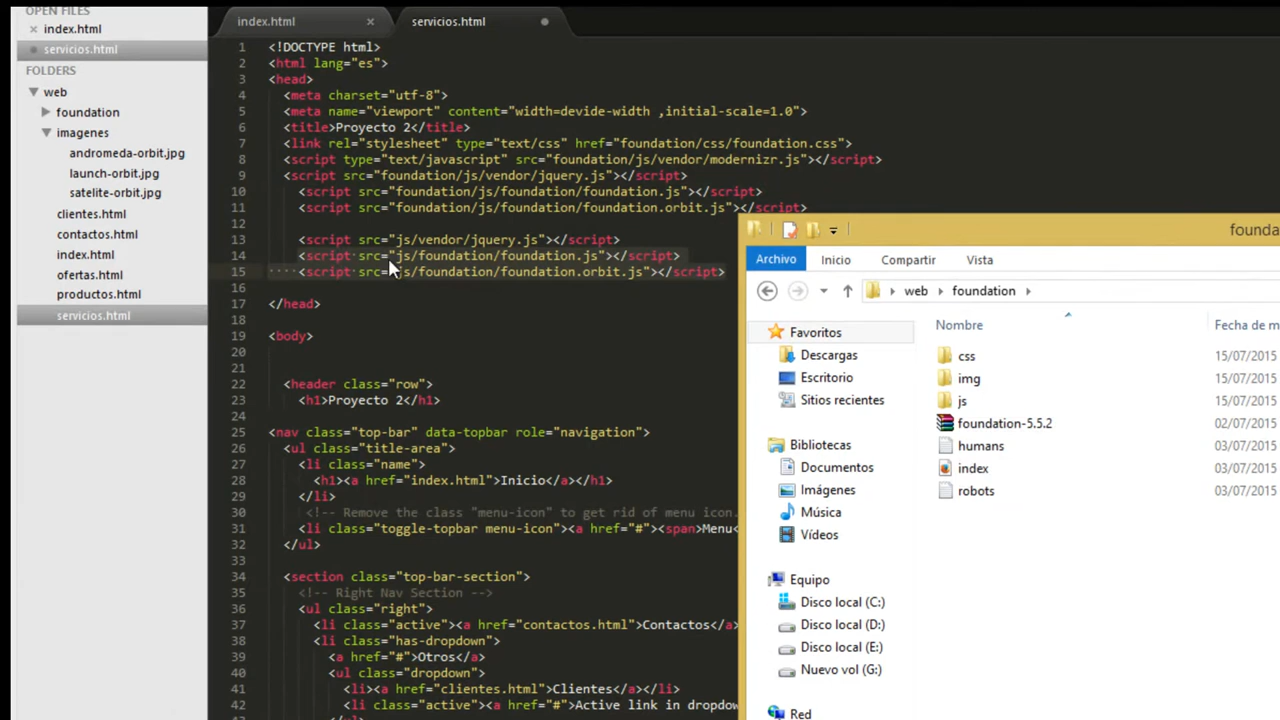 OPEN FILES
index.html
servicios.html
FOLDERS
web
foundation
imagenes
andromeda-orbit.jpg
launch-orbit.jpg
satelite-orbit.jpg
clientes.html
contactos.html
index.html
ofertas.html
productos.html
servicios.html
index.html
servicios.html
1 <!DOCTYPE html>
2 <html lang="es">
3 <head>
4 <meta charset="utf-8">
5 <meta name="viewport" content="width=devide-width ,initial-scale=1.0">
6 <title>Proyecto 2</title>
7 <link rel="stylesheet" type="text/css" href="foundation/css/foundation.css">
8 <script type="text/javascript" src="foundation/js/vendor/modernizr.js"></script>
9 <script src="foundation/js/vendor/jquery.js"></script>
10 <script src="foundation/js/foundation/foundation.js"></script>
11 <script src="foundation/js/foundation/foundation.orbit.js"></script>
12
13 <script src="js/vendor/jquery.js"></script>
14 <script src="js/foundation/foundation.js"></script>
15 <script src="js/foundation/foundation.orbit.js"></script>
16
17 </head>
18
19 <body>
20
21
22 <header class="row">
23 <h1>Proyecto 2</h1>
24
25 <nav class="top-bar" data-topbar role="navigation">
26 <ul class="title-area">
27 <li class="name">
28 <h1><a href="index.html">Inicio</a></h1>
29 </li>
30 <!-- Remove the class "menu-icon" to get rid of menu icon.
31 <li class="toggle-topbar menu-icon"><a href="#"><span>Menu<
32 </ul>
33
34 <section class="top-bar-section">
35 <!-- Right Nav Section -->
36 <ul class="right">
37 <li class="active"><a href="contactos.html">Contactos</a>
38 <li class="has-dropdown">
39 <a href="#">Otros</a>
40 <ul class="dropdown">
41 <li><a href="clientes.html">Clientes</a></li>
42 <li class="active"><a href="#">Active link in dropdow
founda
Archivo Inicio Compartir Vista
web foundation
Nombre Fecha de m
Favoritos
Descargas
Escritorio
Sitios recientes
Bibliotecas
Documentos
Imágenes
Música
Vídeos
Equipo
Disco local (C:)
Disco local (D:)
Disco local (E:)
Nuevo vol (G:)
Red
css 15/07/2015
img 15/07/2015
js 15/07/2015
foundation-5.5.2 02/07/2015
humans 03/07/2015
index 03/07/2015
robots 03/07/2015